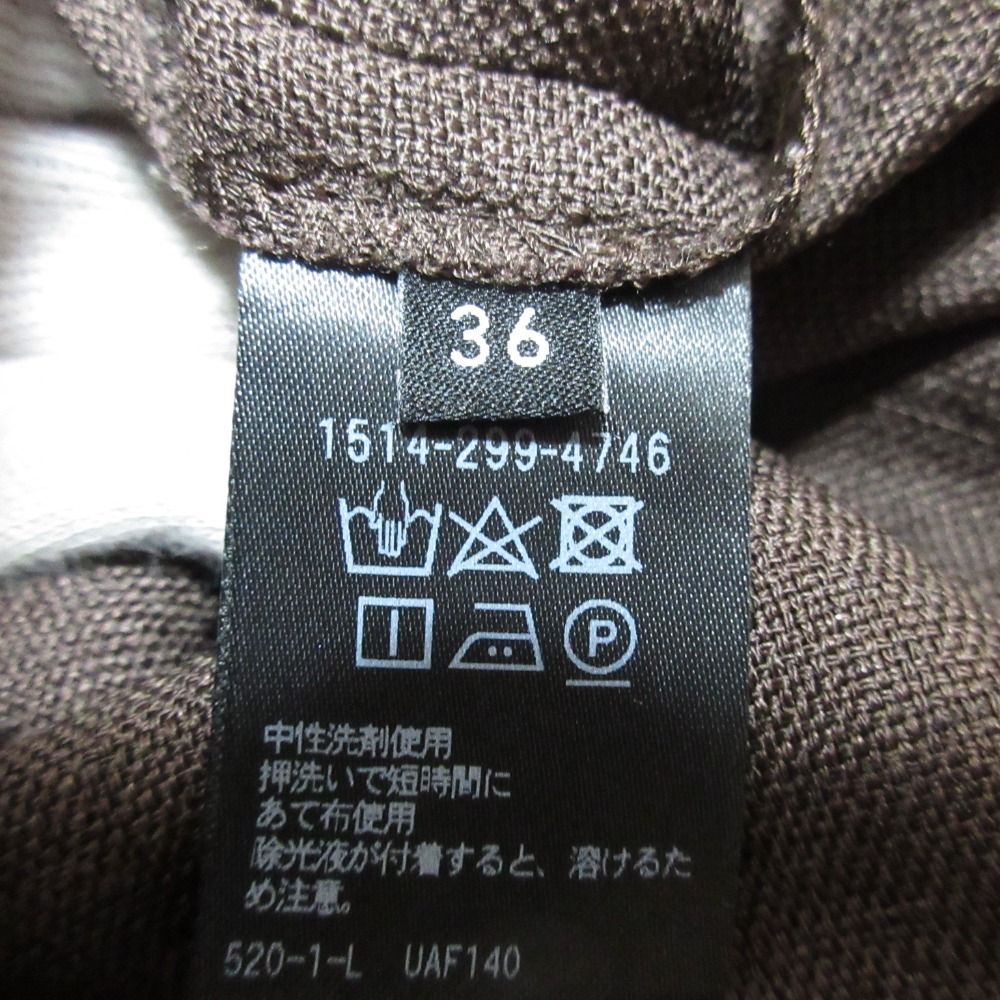 36
1514-299-4746
P
中性洗剤使用
押洗いで短時間に
あて布使用
除光液が付着すると、溶けるた
め注意。
520-1-L UAF140